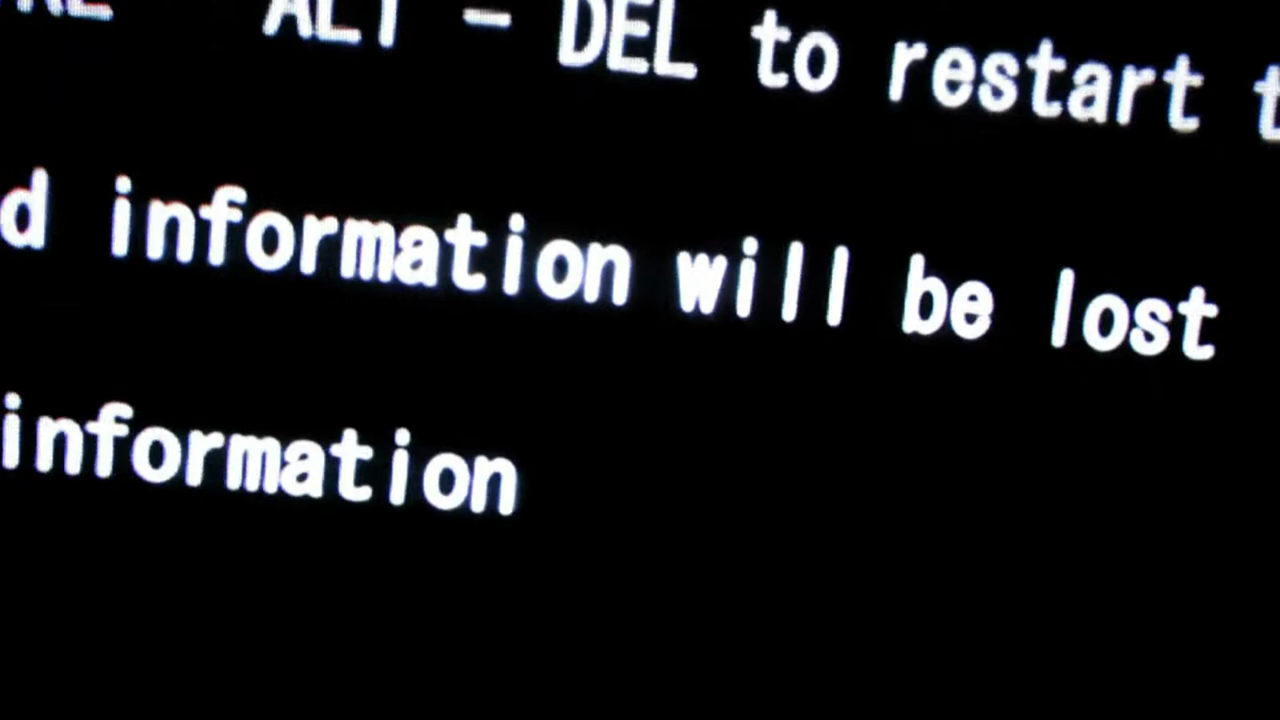 ALT - DEL to restart t
d information will be lost
information